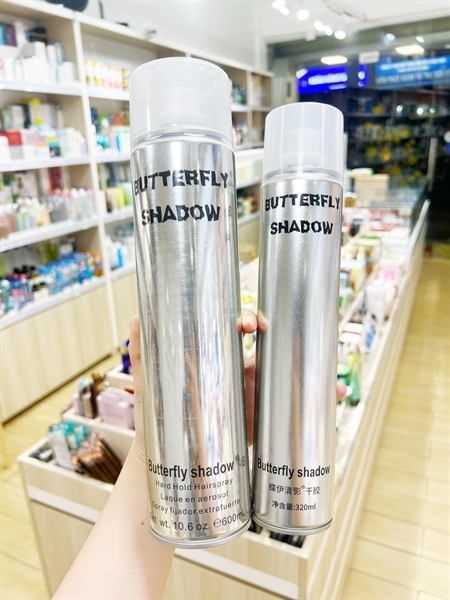 BUTTERFLY
SHADOW
Butterfly shadow®
Hard Hold Hairspray
Laque en aerosol
spray fijador extrafuerte
wt. 10.6 oz. ℮600mL
BUTTERFLY
SHADOW
Butterfly shadow
蝶伊清影®干胶
净含量:320ml